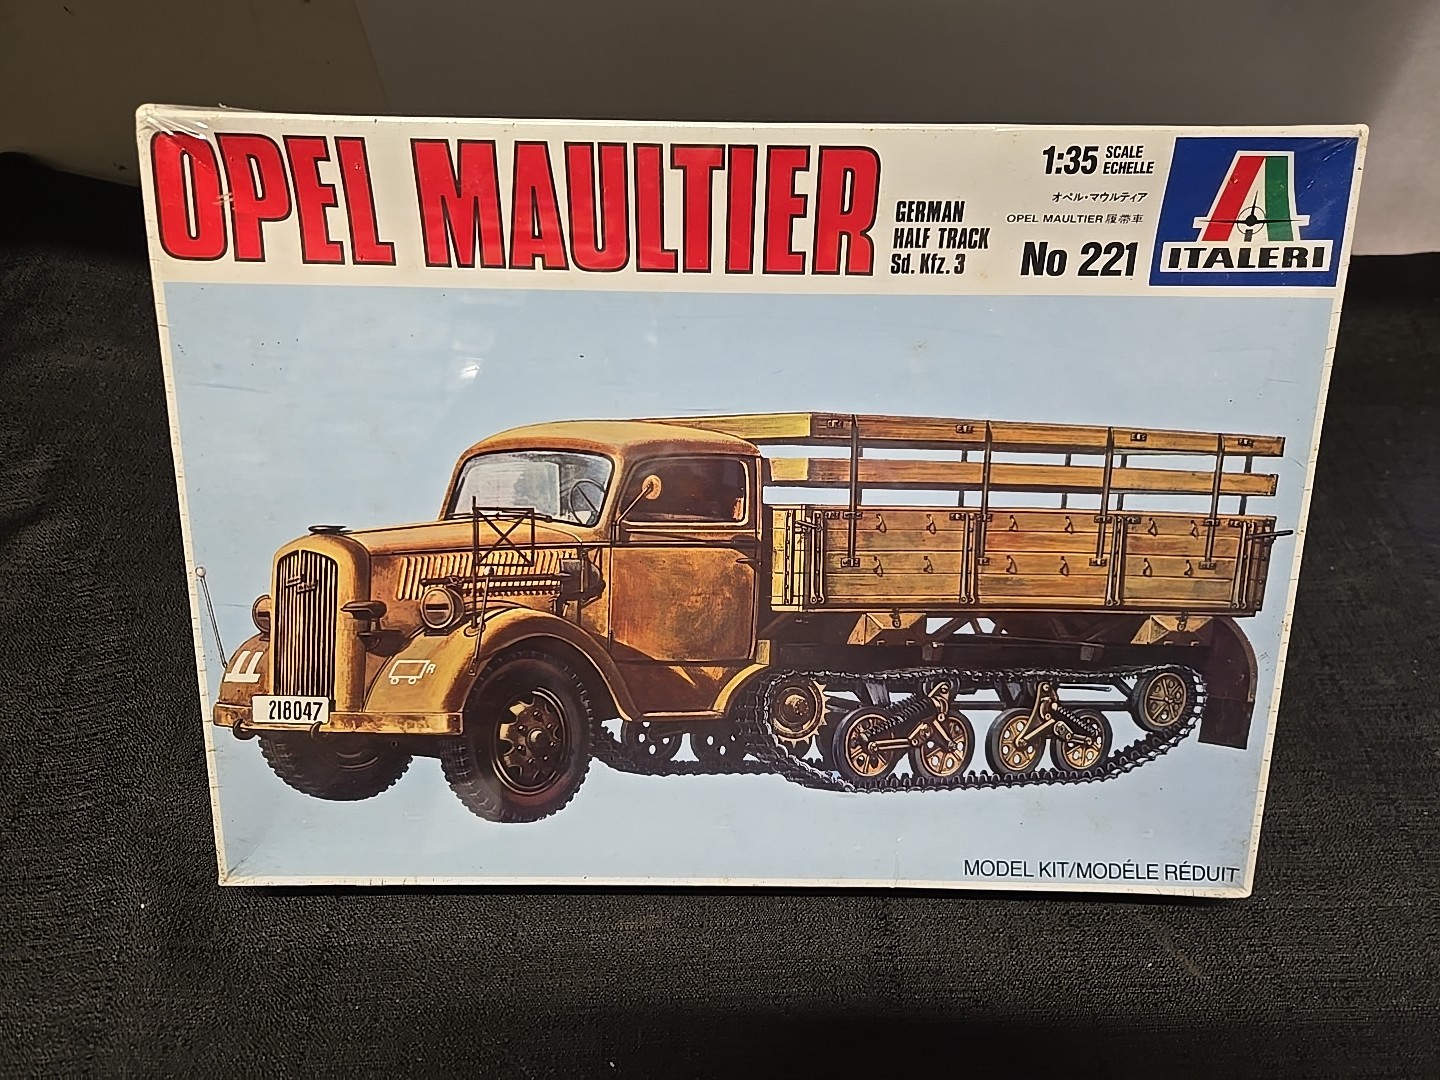 OPEL MAULTIER
GERMAN
HALF TRACK
Sd. Kfz. 3
1:35 SCALE
ECHELLE
オペル・マウルティア
OPEL MAULTIER 履帯車
No 221
ITALERI
218047
R
MODEL KIT/MODÉLE RÉDUIT